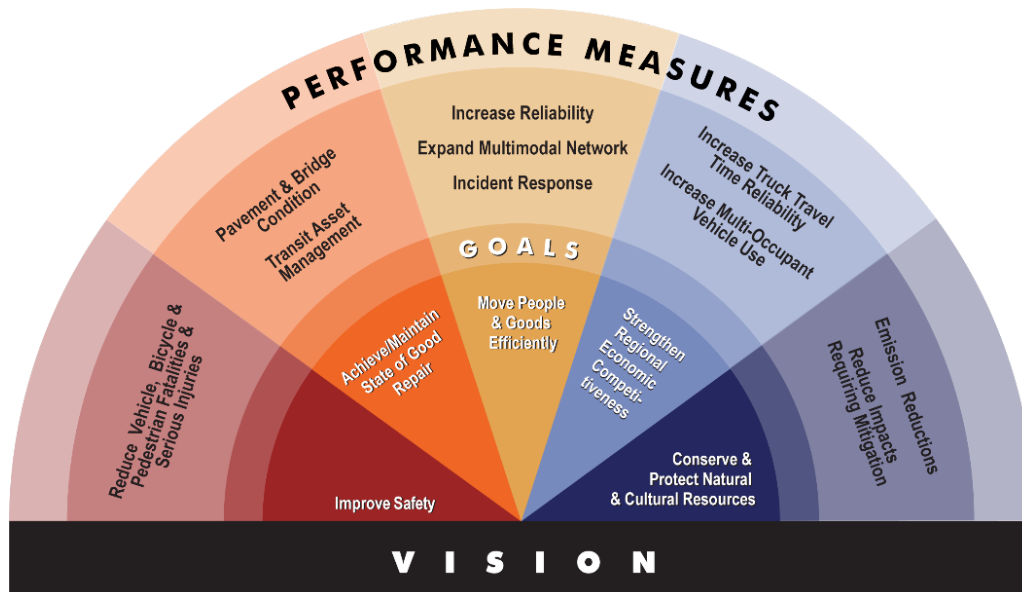 PERFORMANCE MEASURES
Reduce Vehicle, Bicycle &
Pedestrian Fatalities &
Serious Injuries
Pavement & Bridge
Condition
Transit Asset
Management
Increase Reliability
Expand Multimodal Network
Incident Response
Increase Truck Travel
Time Reliability
Increase Multi-Occupant
Vehicle Use
Emission Reductions
Reduce Impacts
Requiring Mitigation
GOALS
Improve Safety
Achieve/Maintain
State of Good
Repair
Move People
& Goods
Efficiently
Strengthen
Regional
Economic
Competi-
tiveness
Conserve &
Protect Natural
& Cultural Resources
VISION